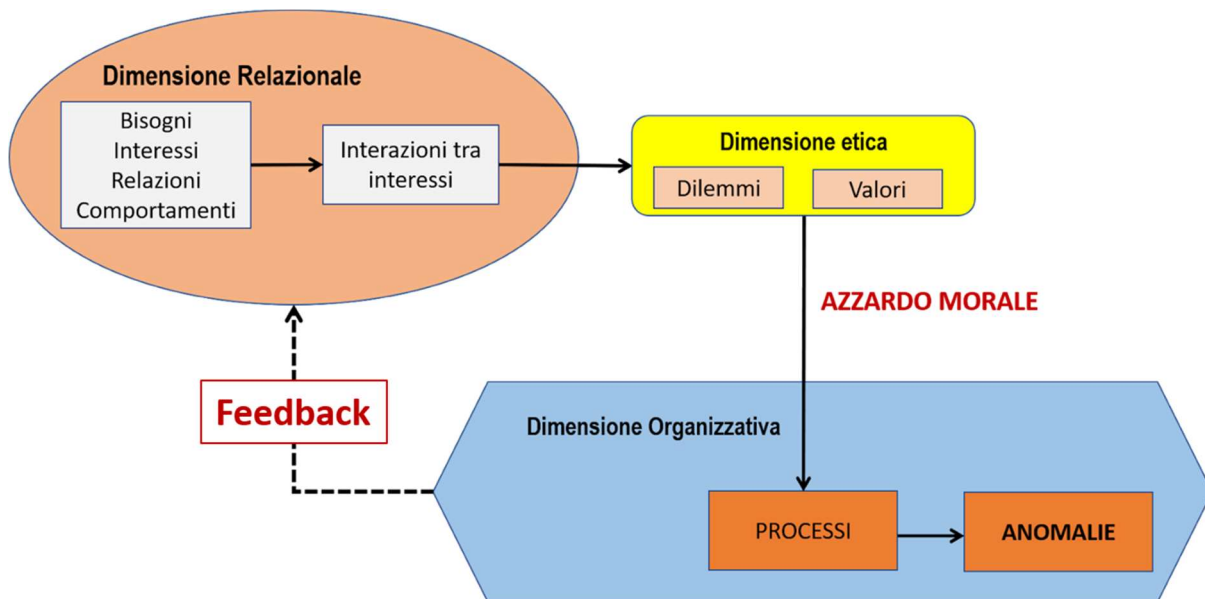 Dimensione Relazionale
Bisogni
Interessi
Relazioni
Comportamenti
Interazioni tra
interessi
Dimensione etica
Dilemmi
Valori
AZZARDO MORALE
Feedback
Dimensione Organizzativa
PROCESSI
ANOMALIE